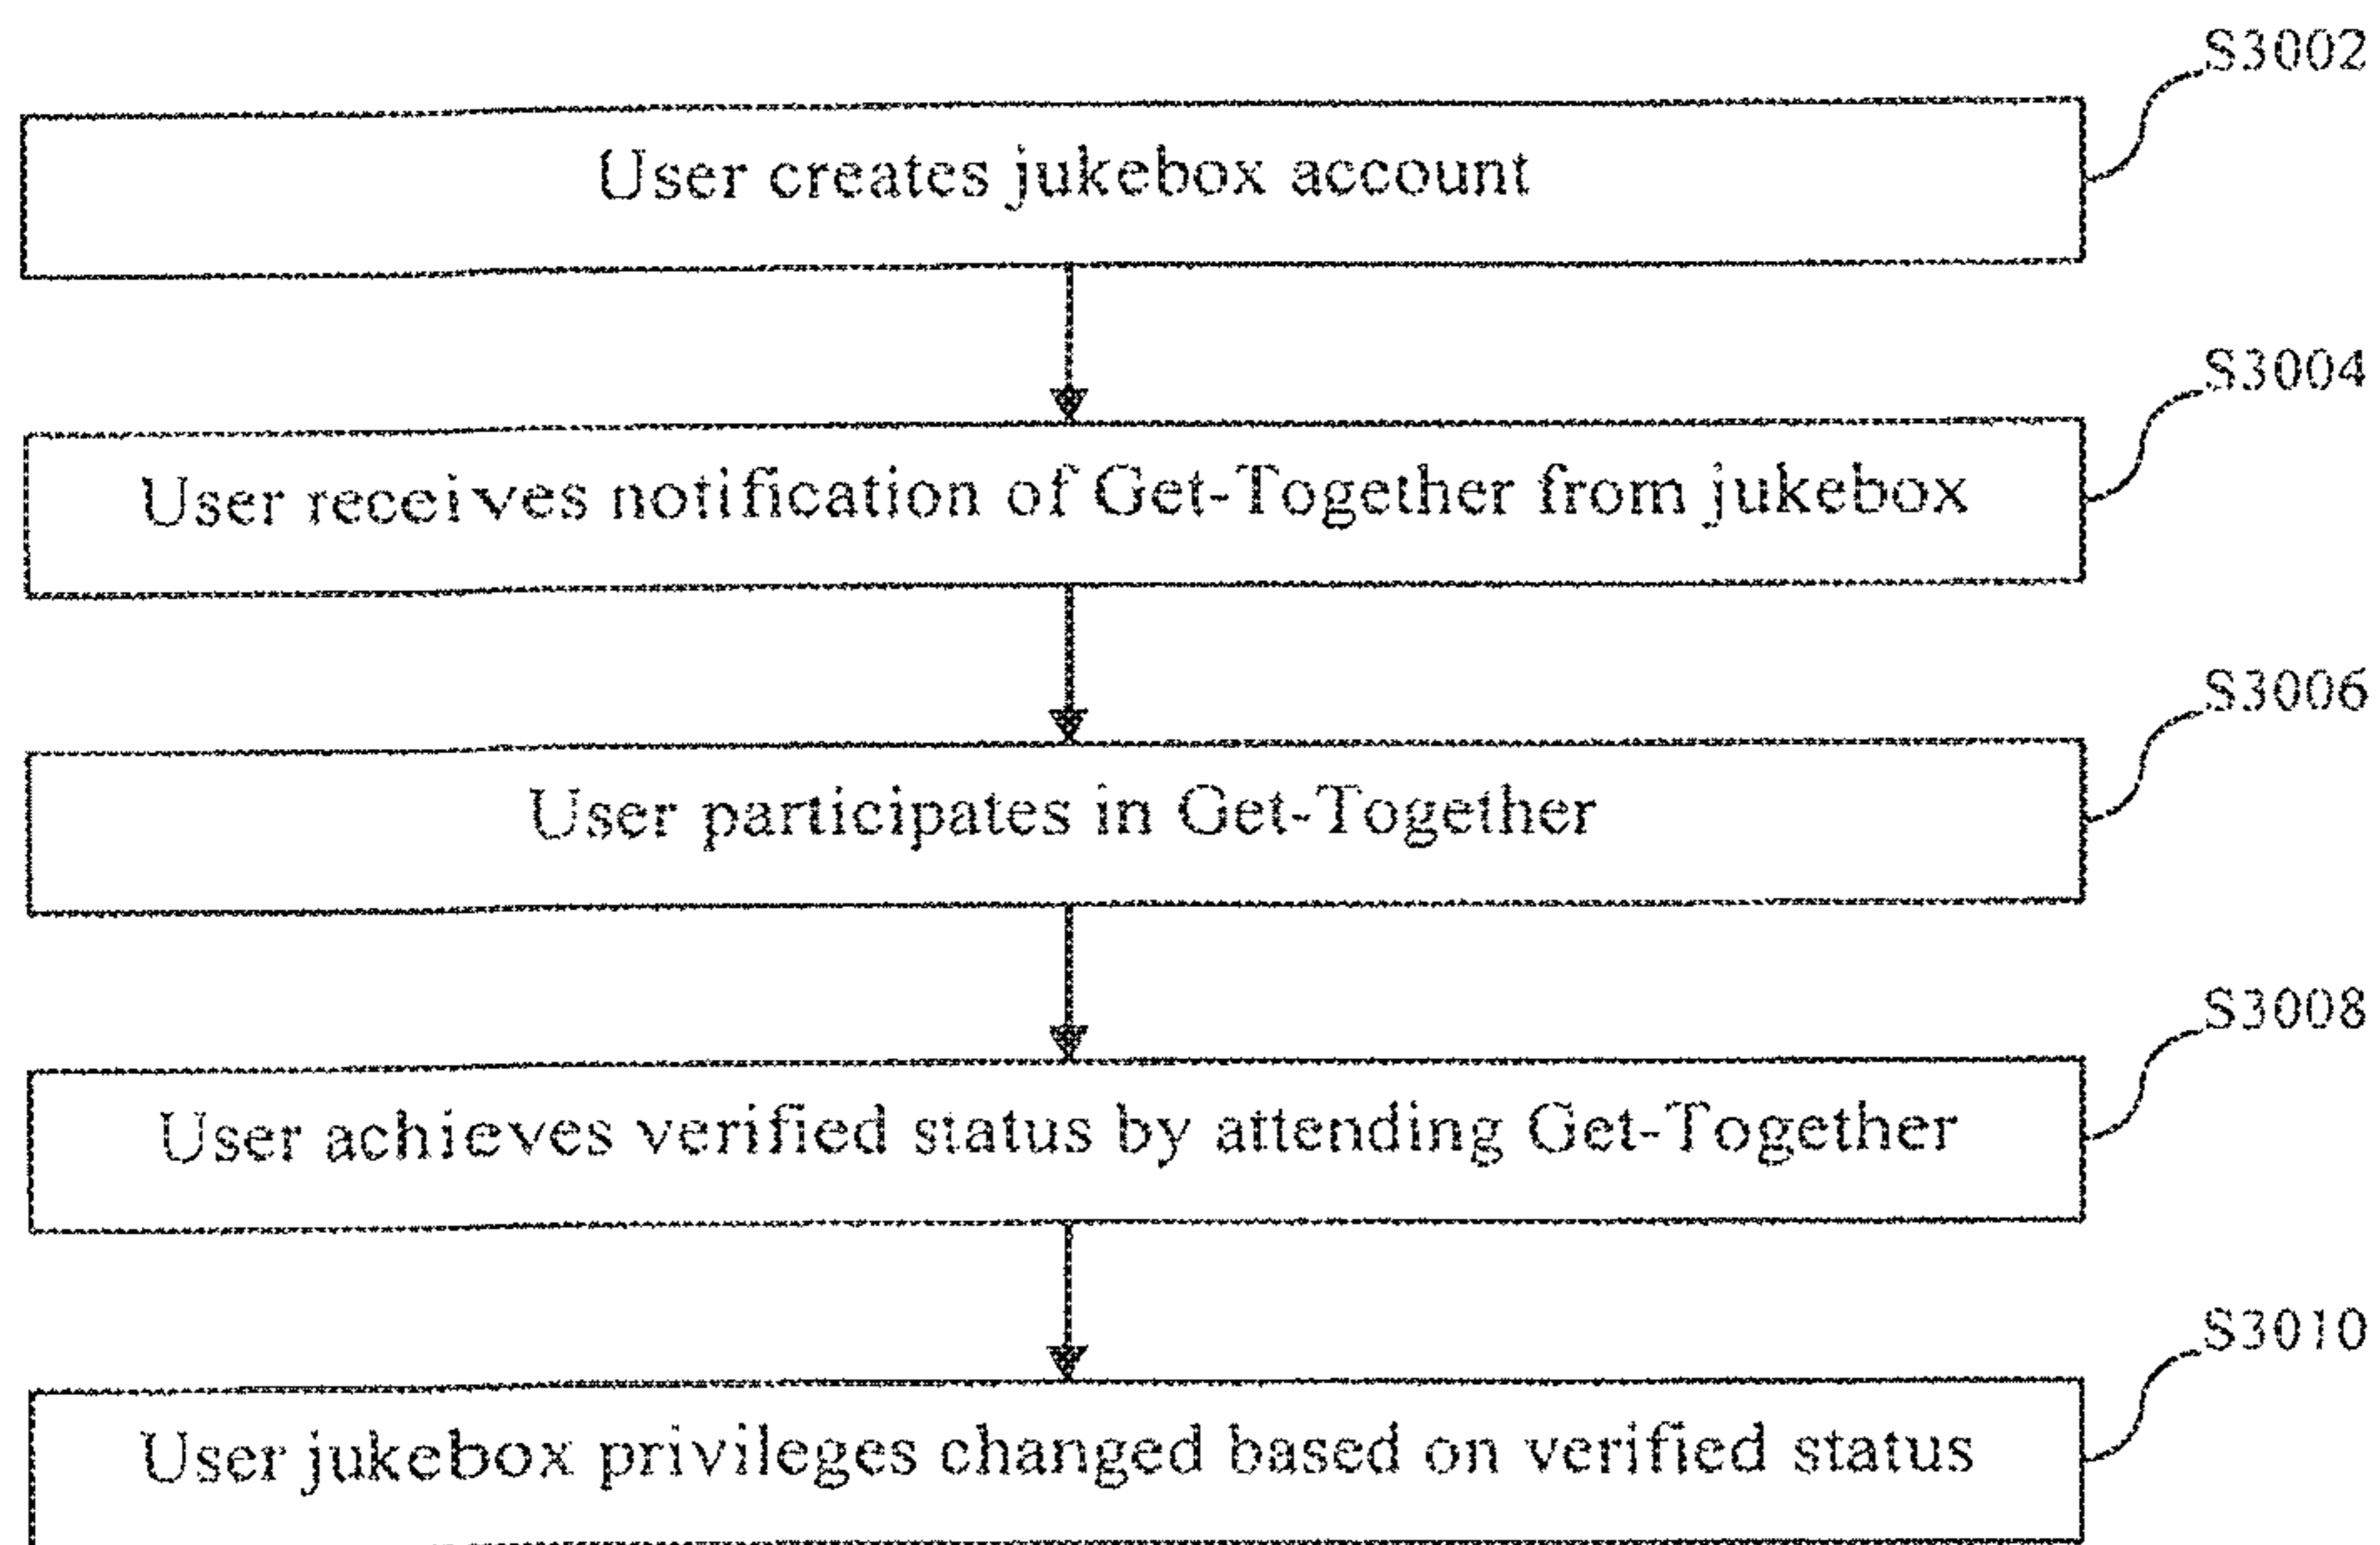 S3002
User creates jukebox account
S3004
User receives notification of Get-Together from jukebox
S3006
User participates in Get-Together
S3008
User achieves verified status by attending Get-Together
S3010
User jukebox privileges changed based on verified status